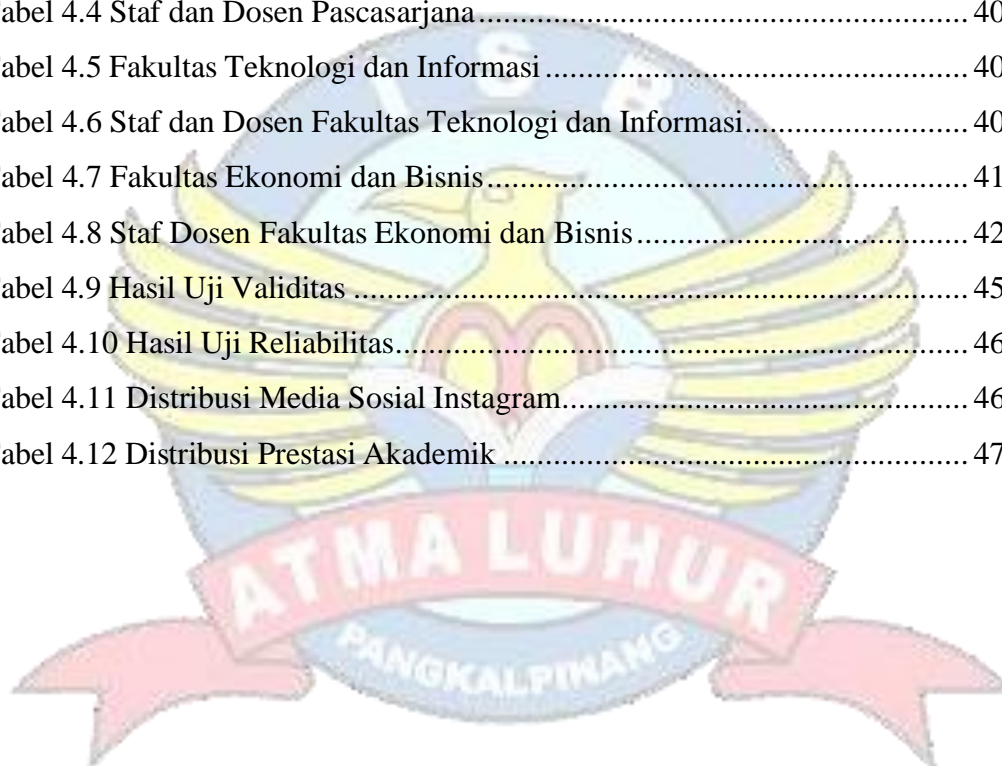 abel 4.4 Staf dan Dosen Pascasarjana.......................................................................... 40
abel 4.5 Fakultas Teknologi dan Informasi.............................................................. 40
abel 4.6 Staf dan Dosen Fakultas Teknologi dan Informasi................................ 40
abel 4.7 Fakultas Ekonomi dan Bisnis........................................................................ 41
abel 4.8 Staf Dosen Fakultas Ekonomi dan Bisnis................................................ 42
abel 4.9 Hasil Uji Validitas............................................................................................ 45
abel 4.10 Hasil Uji Reliabilitas...................................................................................... 46
abel 4.11 Distribusi Media Sosial Instagram............................................................ 46
abel 4.12 Distribusi Prestasi Akademik...................................................................... 47
I S B
ATMA LUHUR
PANGKALPINANG